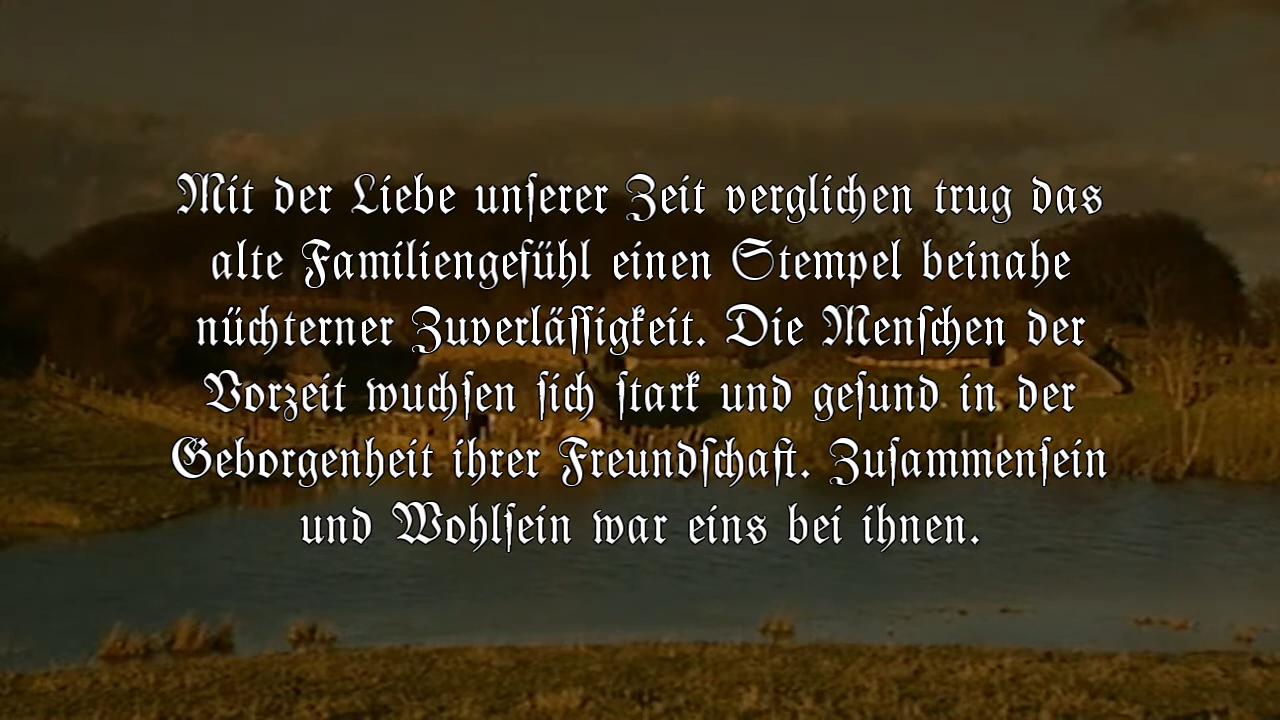 Mit der Liebe unſerer Zeit verglichen trug das
alte Familiengefühl einen Stempel beinahe
nüchterner Zuverläſſigkeit. Die Menſchen der
Vorzeit wuchſen ſich ſtark und geſund in der
Geborgenheit ihrer Freundſchaft. Zuſammenſein
und Wohlſein war eins bei ihnen.